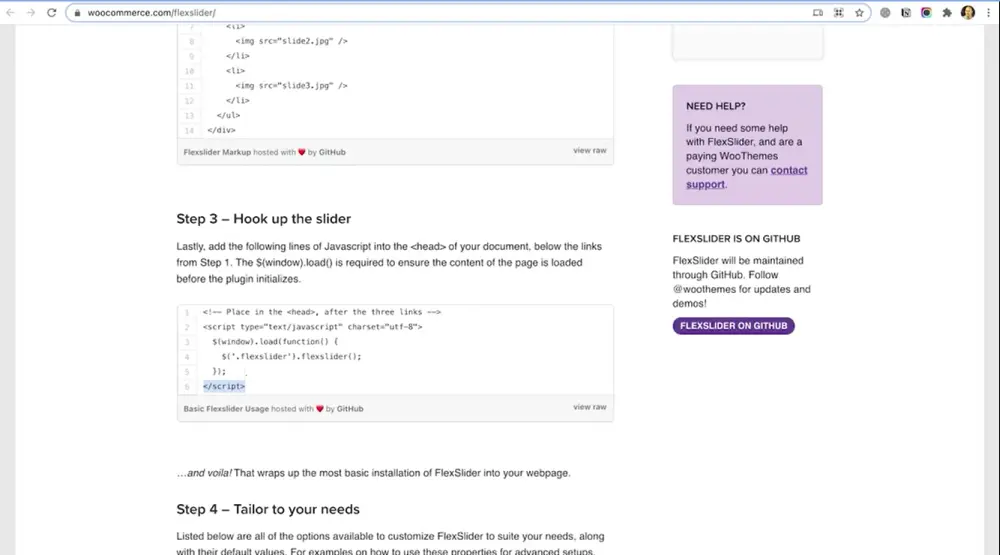 woocommerce.com/flexslider/
7 <li>
8 <img src="slide2.jpg" />
9 </li>
10 <li>
11 <img src="slide3.jpg" />
12 </li>
13 </ul>
14 </div>
Flexslider Markup hosted with ❤ by GitHub view raw
Step 3 – Hook up the slider
Lastly, add the following lines of Javascript into the <head> of your document, below the links
from Step 1. The $(window).load() is required to ensure the content of the page is loaded
before the plugin initializes.
1 <!-- Place in the <head>, after the three links -->
2 <script type="text/javascript" charset="utf-8">
3 $(window).load(function() {
4 $('.flexslider').flexslider();
5 });
6 </script>
Basic Flexslider Usage hosted with ❤ by GitHub view raw
...and voila! That wraps up the most basic installation of FlexSlider into your webpage.
Step 4 – Tailor to your needs
Listed below are all of the options available to customize FlexSlider to suite your needs, along
with their default values. For examples on how to use these properties for advanced setups,
NEED HELP?
If you need some help
with FlexSlider, and are a
paying WooThemes
customer you can contact
support.
FLEXSLIDER IS ON GITHUB
FlexSlider will be maintained
through GitHub. Follow
@woothemes for updates and
demos!
FLEXSLIDER ON GITHUB